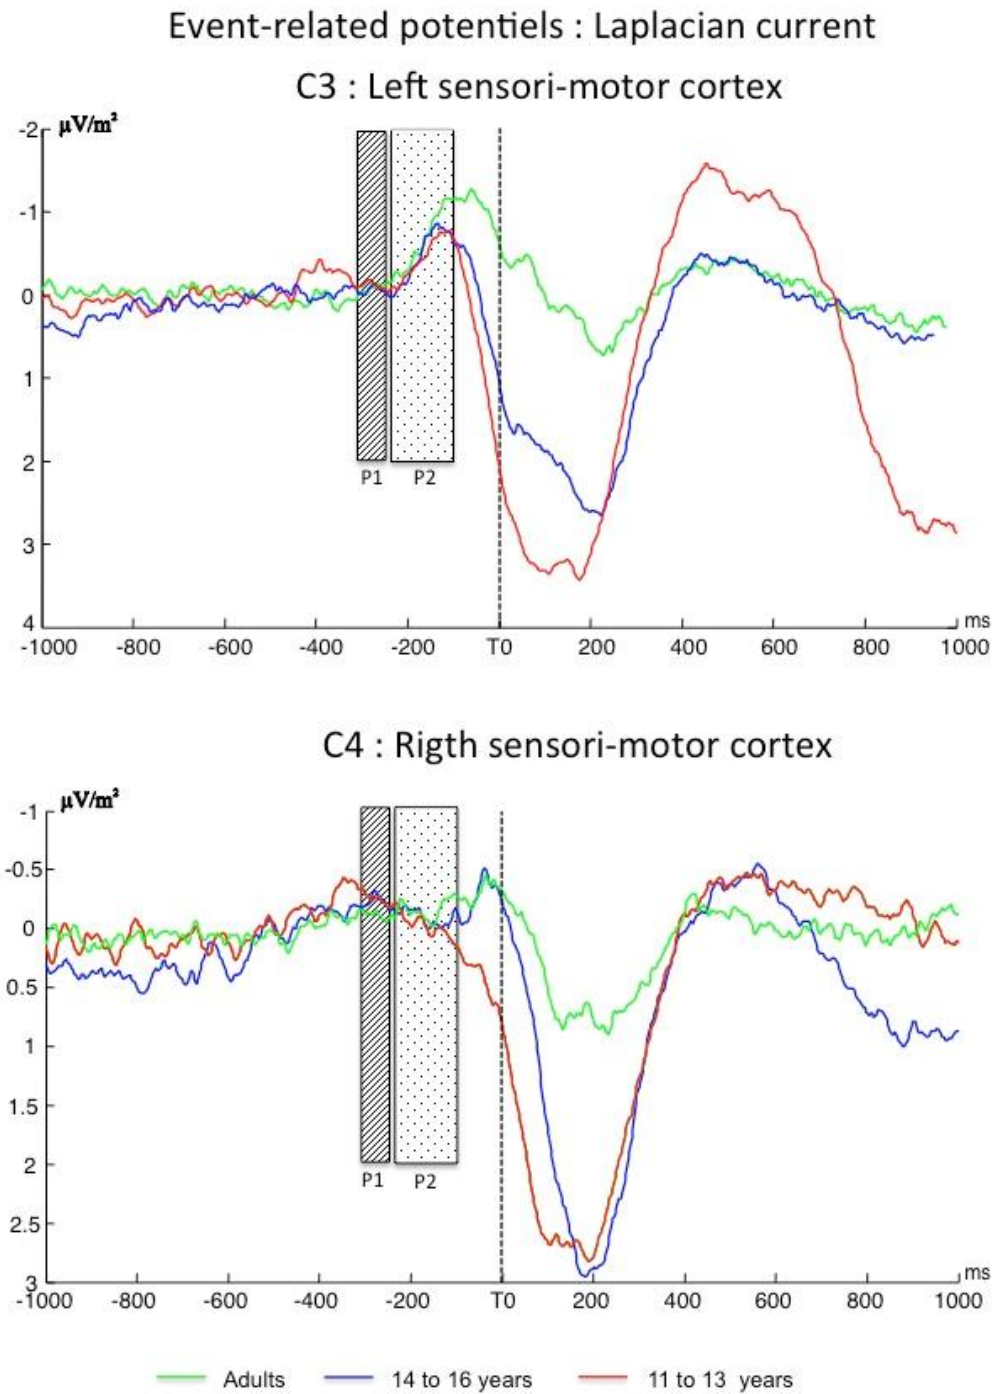 Event-related potentiels : Laplacian current
C3 : Left sensori-motor cortex
µV/m²
-2
-1
0
1
2
3
4
P1 P2
-1000 -800 -600 -400 -200 T0 200 400 600 800 1000
ms
C4 : Rigth sensori-motor cortex
µV/m²
-1
-0.5
0
0.5
1
1.5
2
2.5
3
P1 P2
-1000 -800 -600 -400 -200 T0 200 400 600 800 1000
ms
Adults 14 to 16 years 11 to 13 years